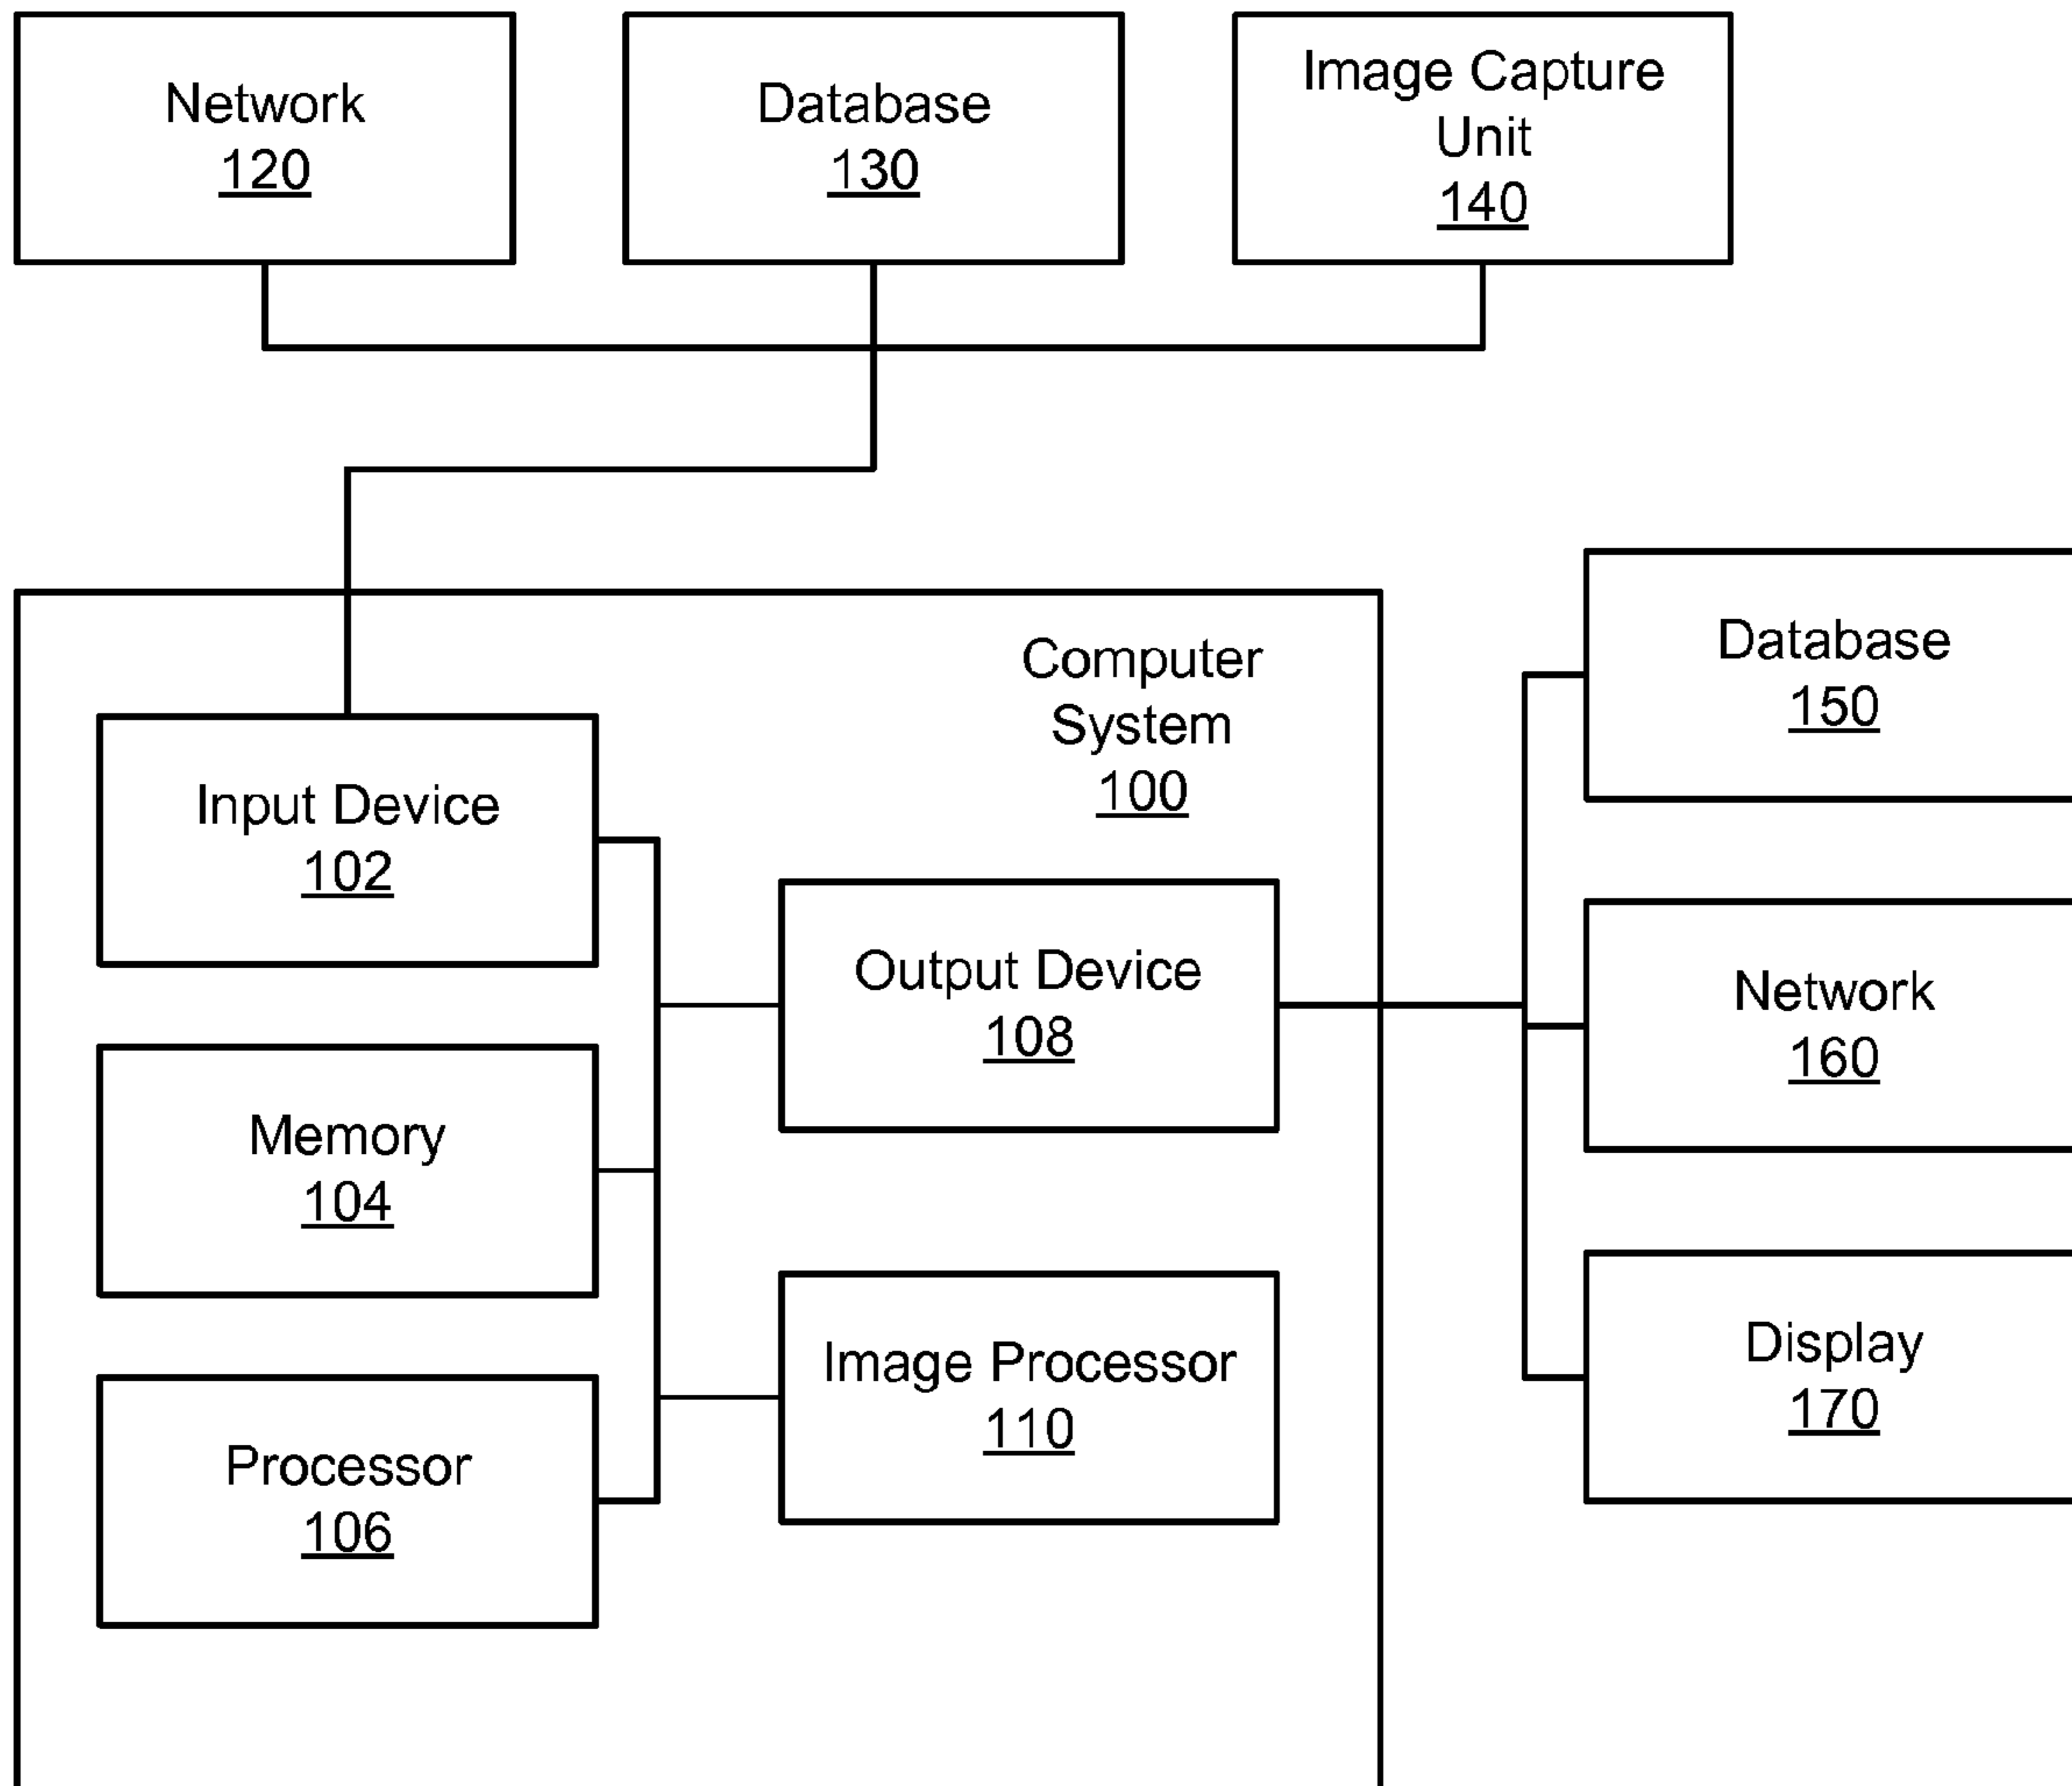 Network
120
Database
130
Image Capture
Unit
140
Computer
System
100
Input Device
102
Memory
104
Processor
106
Output Device
108
Image Processor
110
Database
150
Network
160
Display
170